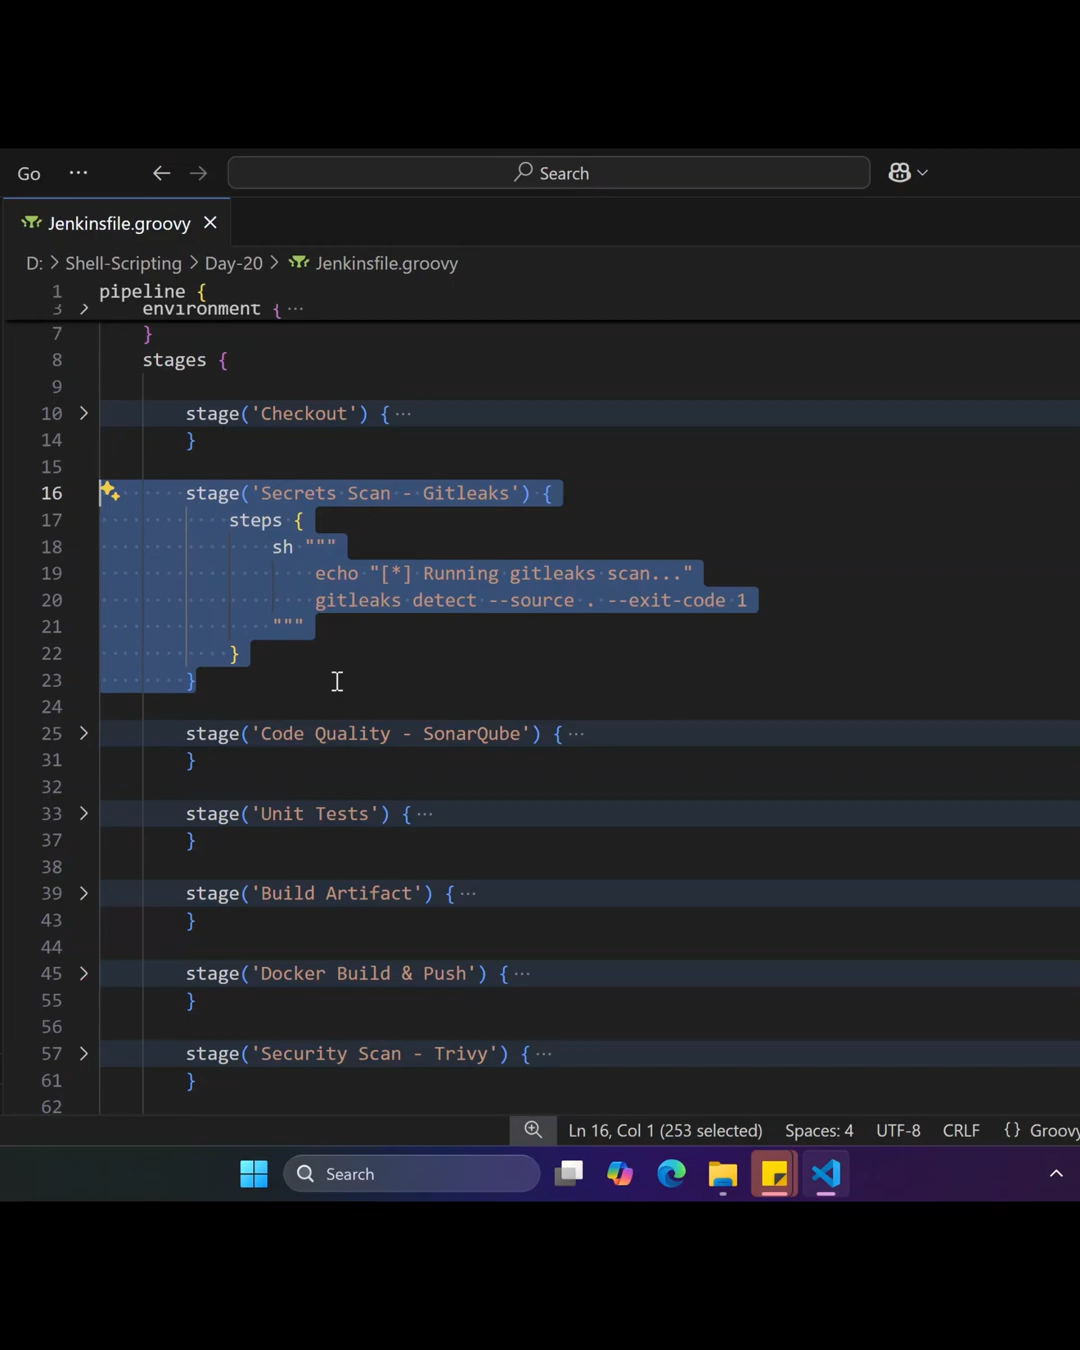 Go ··· Search
Jenkinsfile.groovy
D: > Shell-Scripting > Day-20 > Jenkinsfile.groovy
1 pipeline {
3 environment { ···
7 }
8 stages {
9
10 stage('Checkout') { ···
14 }
15
16 stage('Secrets Scan - Gitleaks') {
17 steps {
18 sh """
19 echo "[*] Running gitleaks scan..."
20 gitleaks detect --source . --exit-code 1
21 """
22 }
23 }
24
25 stage('Code Quality - SonarQube') { ···
31 }
32
33 stage('Unit Tests') { ···
37 }
38
39 stage('Build Artifact') { ···
43 }
44
45 stage('Docker Build & Push') { ···
55 }
56
57 stage('Security Scan - Trivy') { ···
61 }
62
Ln 16, Col 1 (253 selected) Spaces: 4 UTF-8 CRLF {} Groovy
Search